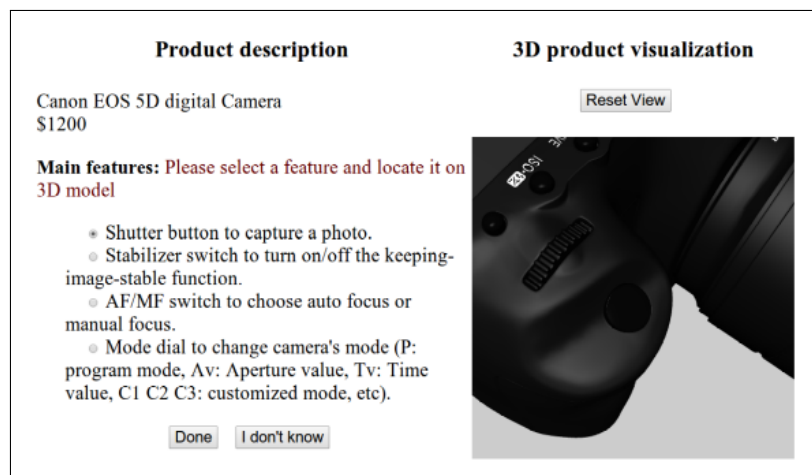 Product description
Canon EOS 5D digital Camera
$1200
Main features: Please select a feature and locate it on
3D model
Shutter button to capture a photo.
Stabilizer switch to turn on/off the keeping-
image-stable function.
AF/MF switch to choose auto focus or
manual focus.
Mode dial to change camera's mode (P:
program mode, Av: Aperture value, Tv: Time
value, C1 C2 C3: customized mode, etc).
Done
I don't know
3D product visualization
Reset View
ISO